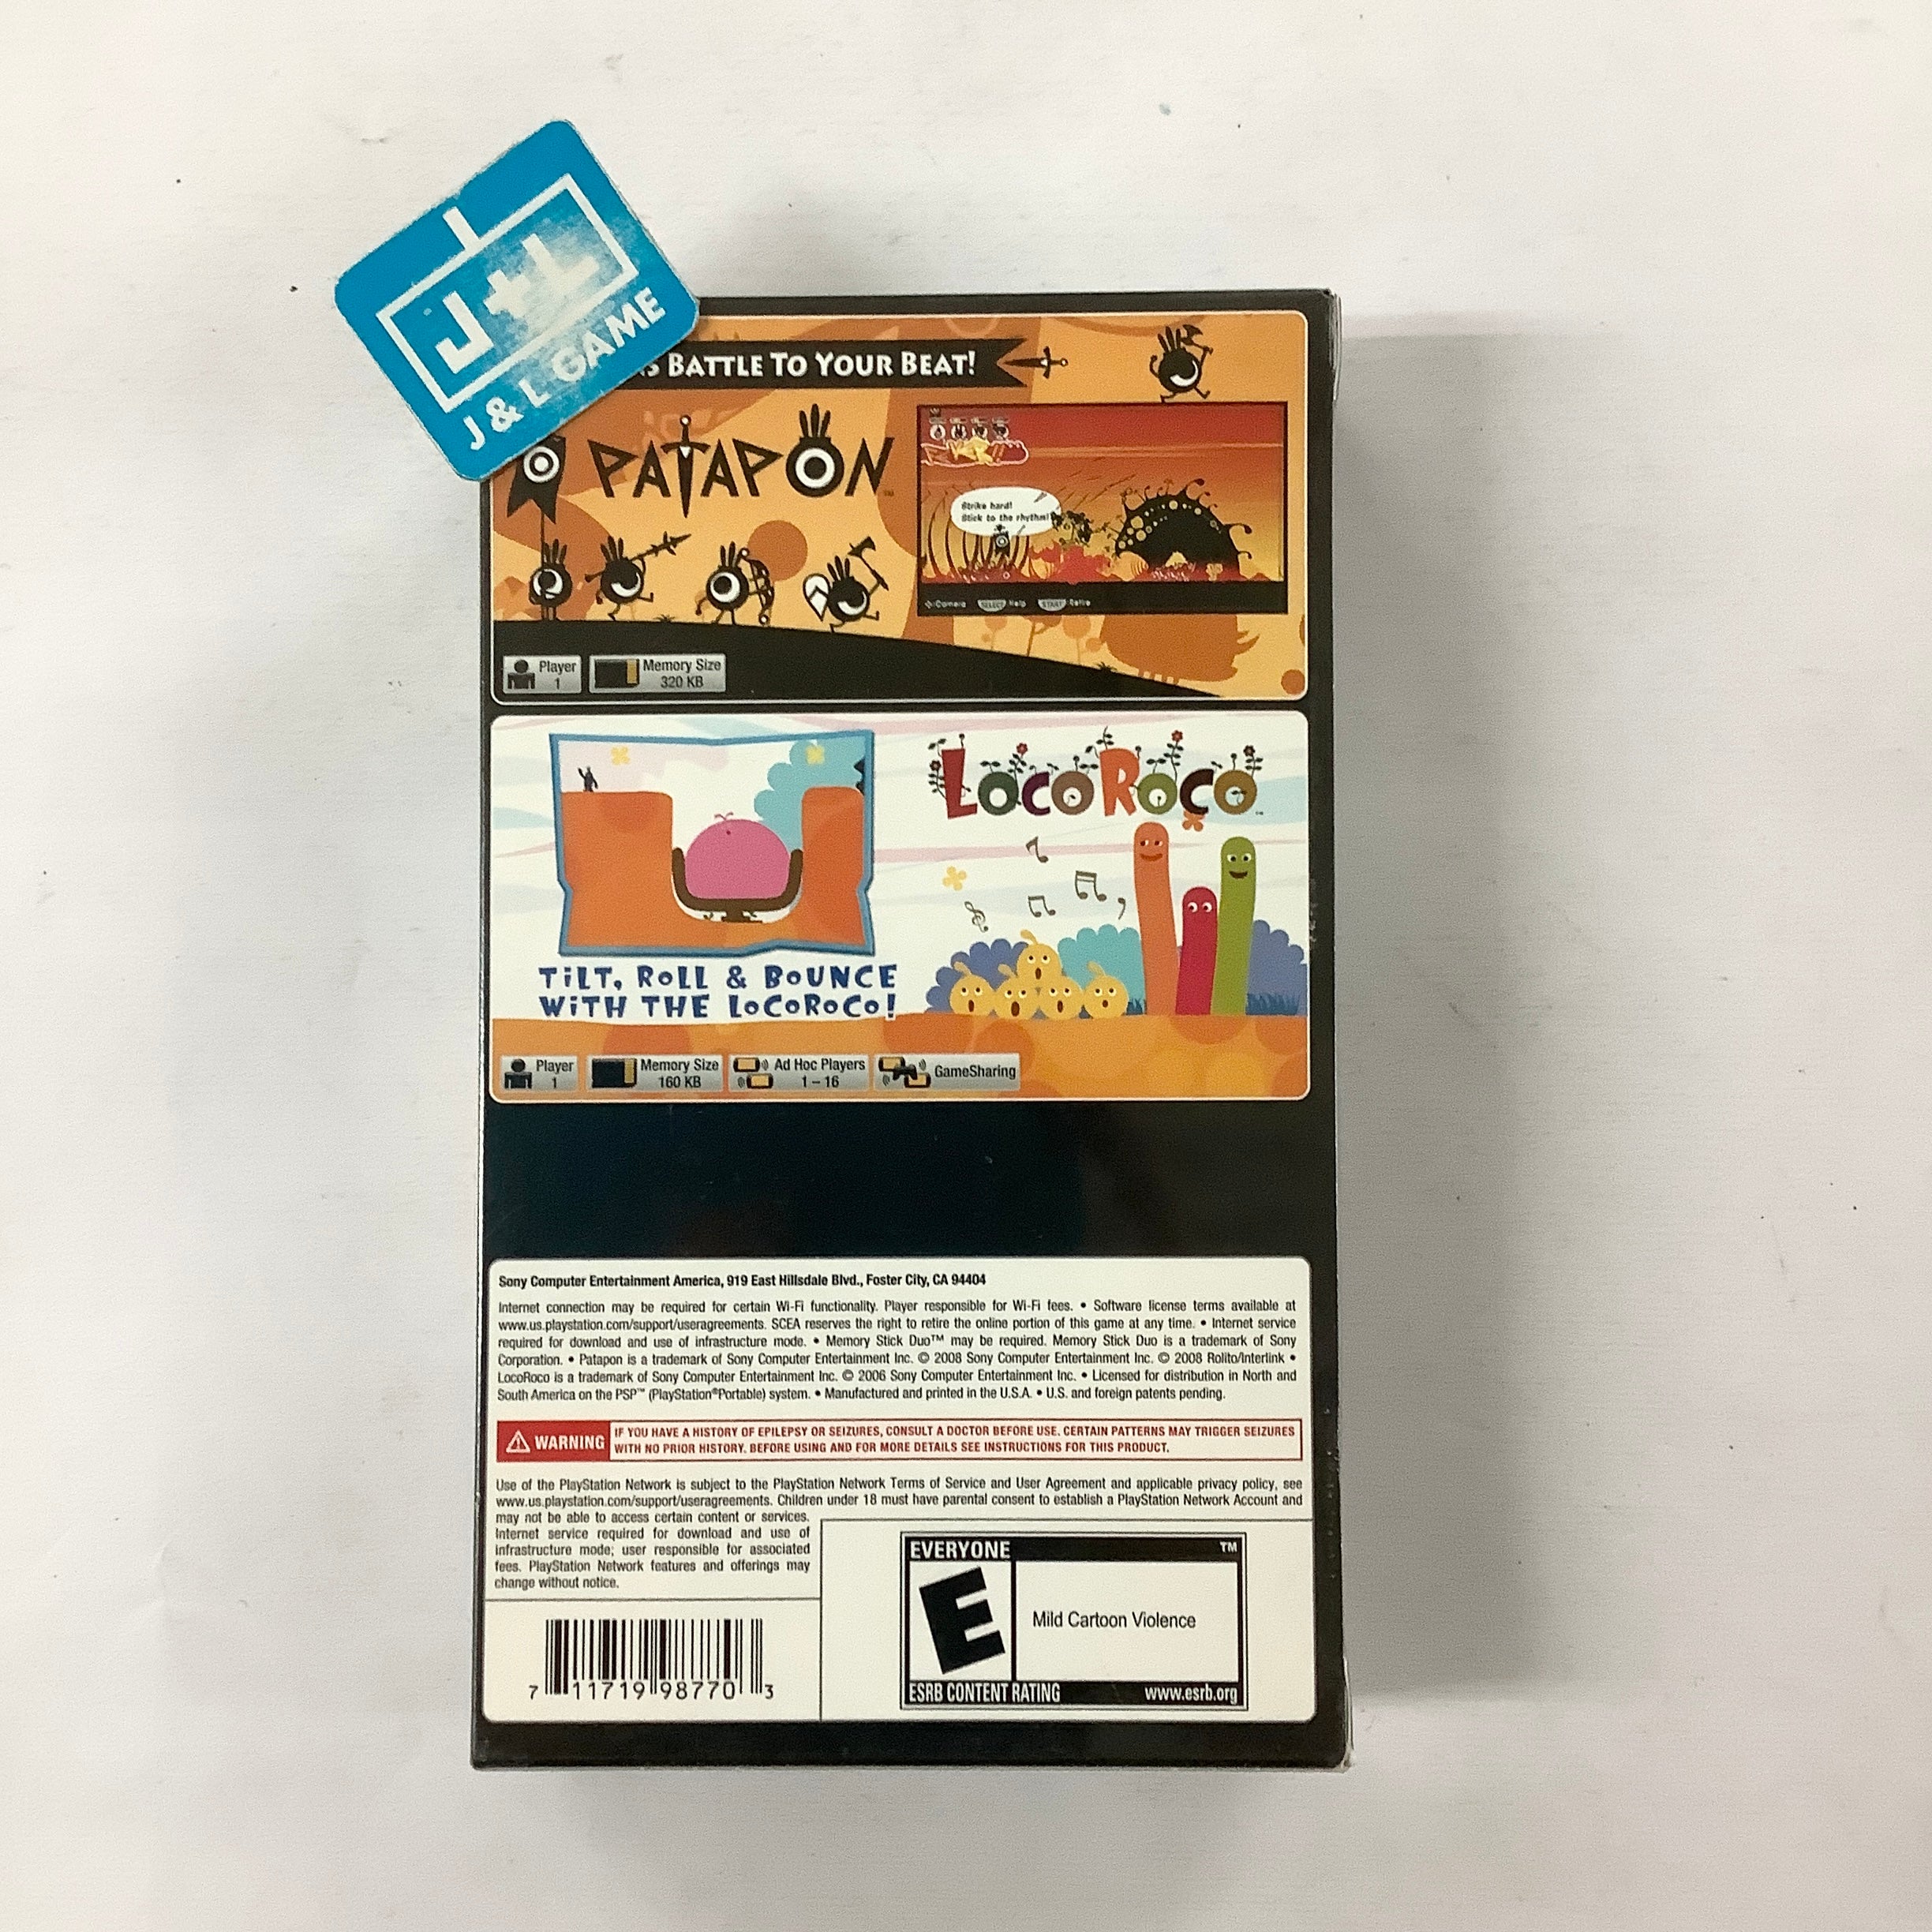 J+L
J & L GAME
BATTLE TO YOUR BEAT!
PATAPON™
Strike hard!
Stick to the rhythm!
Camera SELECT Help START Retire
Player
1
Memory Size
320 KB
LOCOROCO™
TiLT, RoLL & BoUNCE
WiTH THE LoCoRoCo!
Player
1
Memory Size
160 KB
Ad Hoc Players
1 – 16
GameSharing
Sony Computer Entertainment America, 919 East Hillsdale Blvd., Foster City, CA 94404
Internet connection may be required for certain Wi-Fi functionality. Player responsible for Wi-Fi fees. • Software license terms available at
www.us.playstation.com/support/useragreements. SCEA reserves the right to retire the online portion of this game at any time. • Internet service
required for download and use of infrastructure mode. • Memory Stick Duo™ may be required. Memory Stick Duo is a trademark of Sony
Corporation. • Patapon is a trademark of Sony Computer Entertainment Inc. © 2008 Sony Computer Entertainment Inc. © 2008 Rolito/Interlink •
LocoRoco is a trademark of Sony Computer Entertainment Inc. © 2006 Sony Computer Entertainment Inc. • Licensed for distribution in North and
South America on the PSP™ (PlayStation®Portable) system. • Manufactured and printed in the U.S.A. • U.S. and foreign patents pending.
WARNING
IF YOU HAVE A HISTORY OF EPILEPSY OR SEIZURES, CONSULT A DOCTOR BEFORE USE. CERTAIN PATTERNS MAY TRIGGER SEIZURES
WITH NO PRIOR HISTORY. BEFORE USING AND FOR MORE DETAILS SEE INSTRUCTIONS FOR THIS PRODUCT.
Use of the PlayStation Network is subject to the PlayStation Network Terms of Service and User Agreement and applicable privacy policy, see
www.us.playstation.com/support/useragreements. Children under 18 must have parental consent to establish a PlayStation Network Account and
may not be able to access certain content or services.
Internet service required for download and use of
infrastructure mode; user responsible for associated
fees. PlayStation Network features and offerings may
change without notice.
7 11719 98770 3
EVERYONE ™
E
Mild Cartoon Violence
ESRB CONTENT RATING www.esrb.org